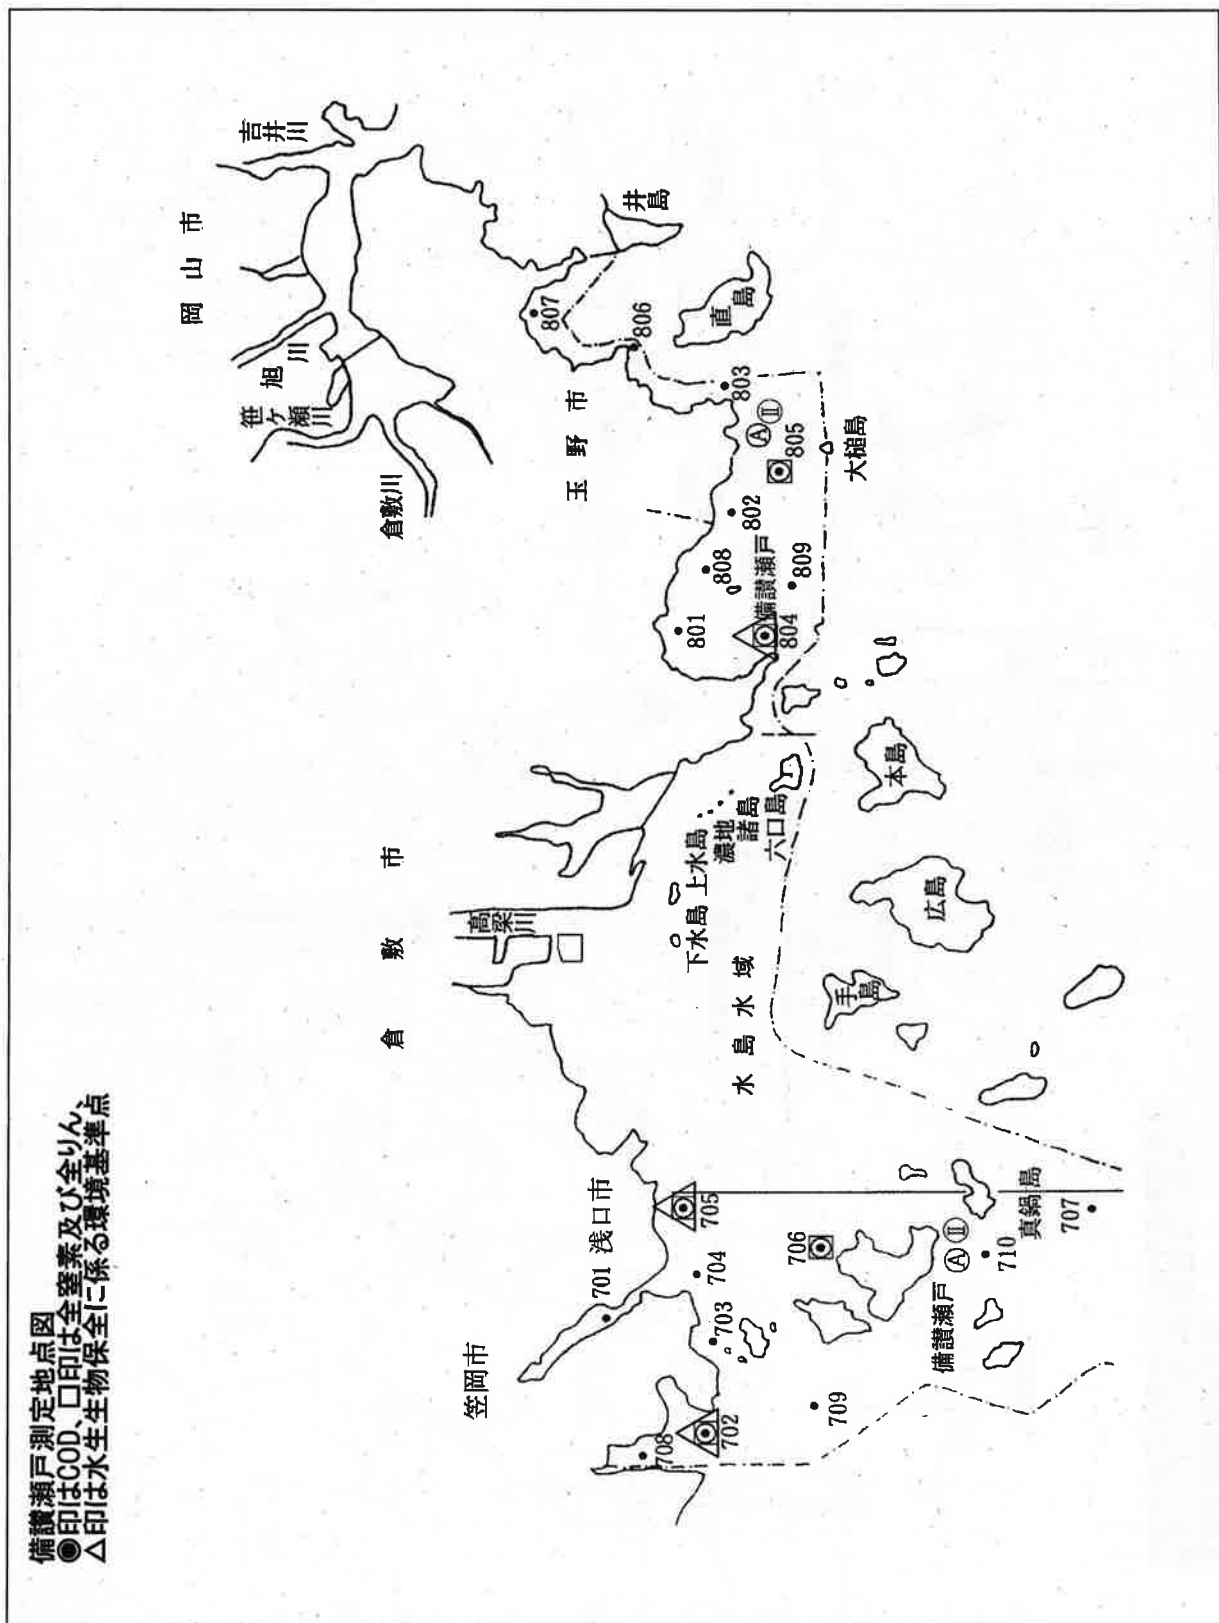 備讃瀬戸測定地点図
◉印はCOD、□印は全窒素及び全りん、
△印は水生生物保全に係る環境基準点
岡山市
吉井川
旭川
笹ヶ瀬川
倉敷川
玉野市
倉敷市
高梁川
浅口市
笠岡市
井島
直島
大槌島
807
806
803
Ⓐ Ⅱ
805
802
808
備讃瀬戸
809
801
804
本島
六口島
濃地諸島
上水島
下水島
広島
手島
水島水域
705
701
704
703
706
真鍋島
707
Ⓐ Ⅱ
710
備讃瀬戸
709
702
708